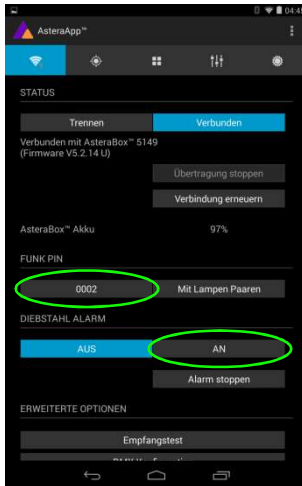 04:45
AsteraApp™
STATUS
Trennen Verbunden
Verbunden mit AsteraBox™ 5149
(Firmware V5.2.14 U)
Übertragung stoppen
Verbindung erneuern
AsteraBox™ Akku 97%
FUNK PIN
0002 Mit Lampen Paaren
DIEBSTAHL ALARM
AUS AN
Alarm stoppen
ERWEITERTE OPTIONEN
Empfangstest